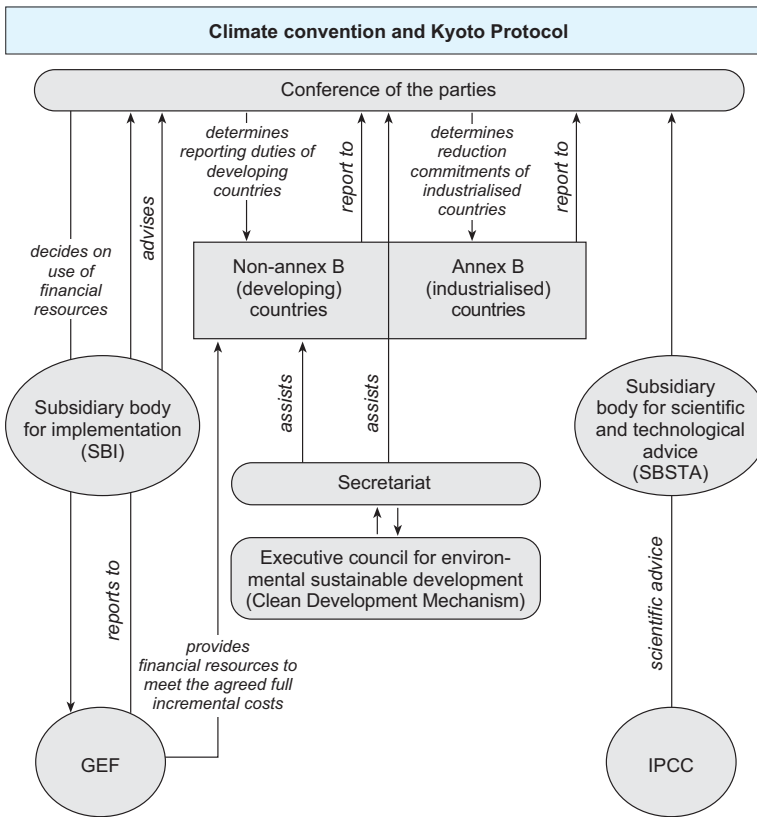 Climate convention and Kyoto Protocol
Conference of the parties
determines
reporting duties of
developing
countries
report to
determines
reduction
commitments of
industrialised
countries
report to
advises
decides on
use of
financial
resources
Non-annex B
(developing)
countries
Annex B
(industrialised)
countries
Subsidiary body
for implementation
(SBI)
assists
assists
Subsidiary
body for scientific
and technological
advice
(SBSTA)
Secretariat
Executive council for environ-
mental sustainable development
(Clean Development Mechanism)
reports to
scientific advice
provides
financial resources to
meet the agreed full
incremental costs
GEF
IPCC